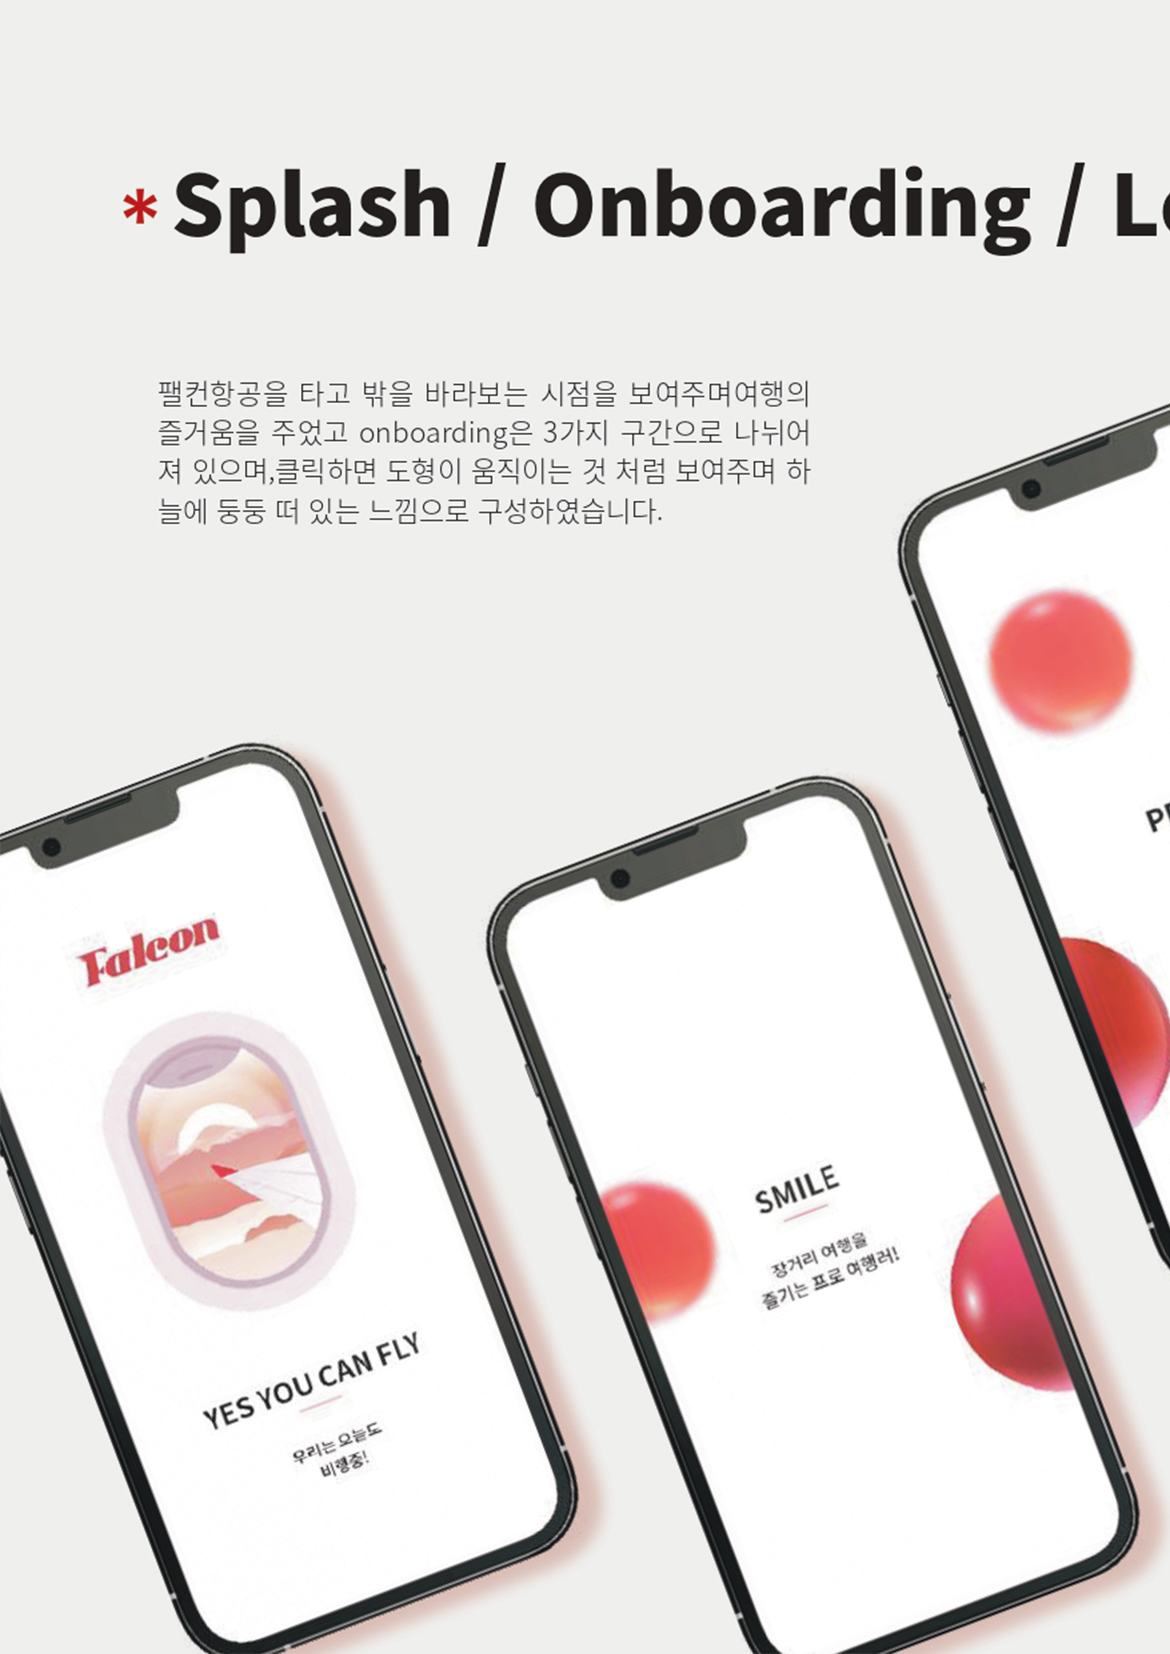 * Splash / Onboarding / L
팰컨항공을 타고 밖을 바라보는 시점을 보여주며여행의
즐거움을 주었고 onboarding은 3가지 구간으로 나뉘어
져 있으며,클릭하면 도형이 움직이는 것 처럼 보여주며 하
늘에 둥둥 떠 있는 느낌으로 구성하였습니다.
Falcon
YES YOU CAN FLY
우리는 오늘도
비행중!
SMILE
장거리 여행을
즐기는 프로 여행러!